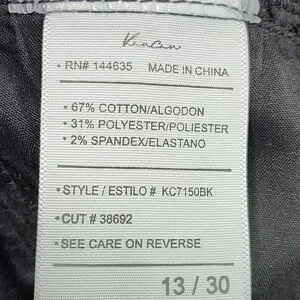 KanCan
• RN# 144635 MADE IN CHINA
• 67% COTTON/ALGODON
• 31% POLYESTER/POLIESTER
• 2% SPANDEX/ELASTANO
• STYLE / ESTILO # KC7150BK
• CUT # 38692
• SEE CARE ON REVERSE
13 / 30